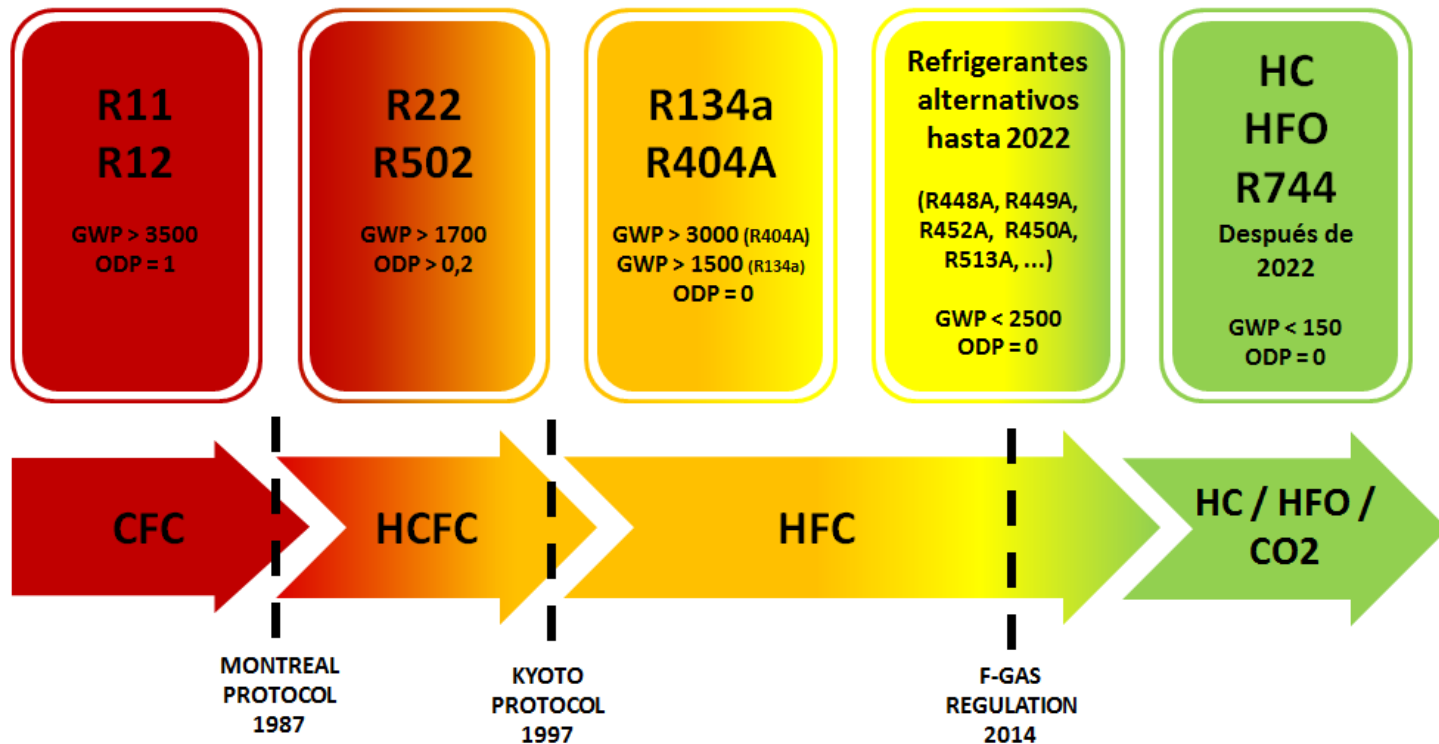 R11
R12
GWP > 3500
ODP = 1
R22
R502
GWP > 1700
ODP > 0,2
R134a
R404A
GWP > 3000 (R404A)
GWP > 1500 (R134a)
ODP = 0
Refrigerantes
alternativos
hasta 2022
(R448A, R449A,
R452A, R450A,
R513A, ...)
GWP < 2500
ODP = 0
HC
HFO
R744
Después de
2022
GWP < 150
ODP = 0
CFC
HCFC
HFC
HC / HFO /
CO2
MONTREAL
PROTOCOL
1987
KYOTO
PROTOCOL
1997
F-GAS
REGULATION
2014